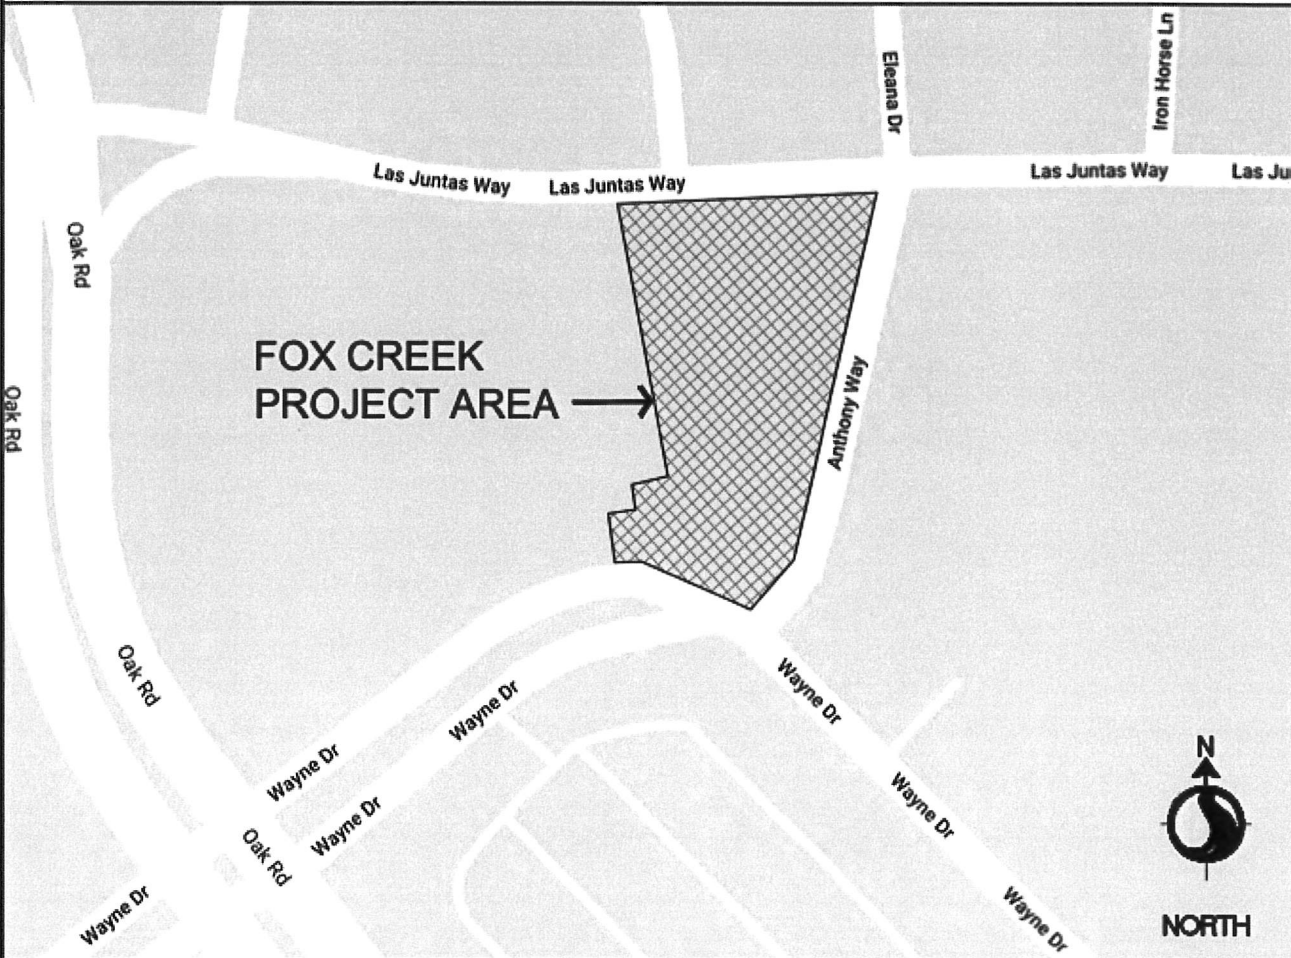 Iron Horse Ln
Eleana Dr
Las Juntas Way
Las Juntas Way
Las Juntas Way
Las Ju
Oak Rd
FOX CREEK
PROJECT AREA
Anthony Way
Oak Rd
Oak Rd
Wayne Dr
Wayne Dr
Wayne Dr
Wayne Dr
Wayne Dr
Oak Rd
Wayne Dr
Wayne Dr
N
NORTH